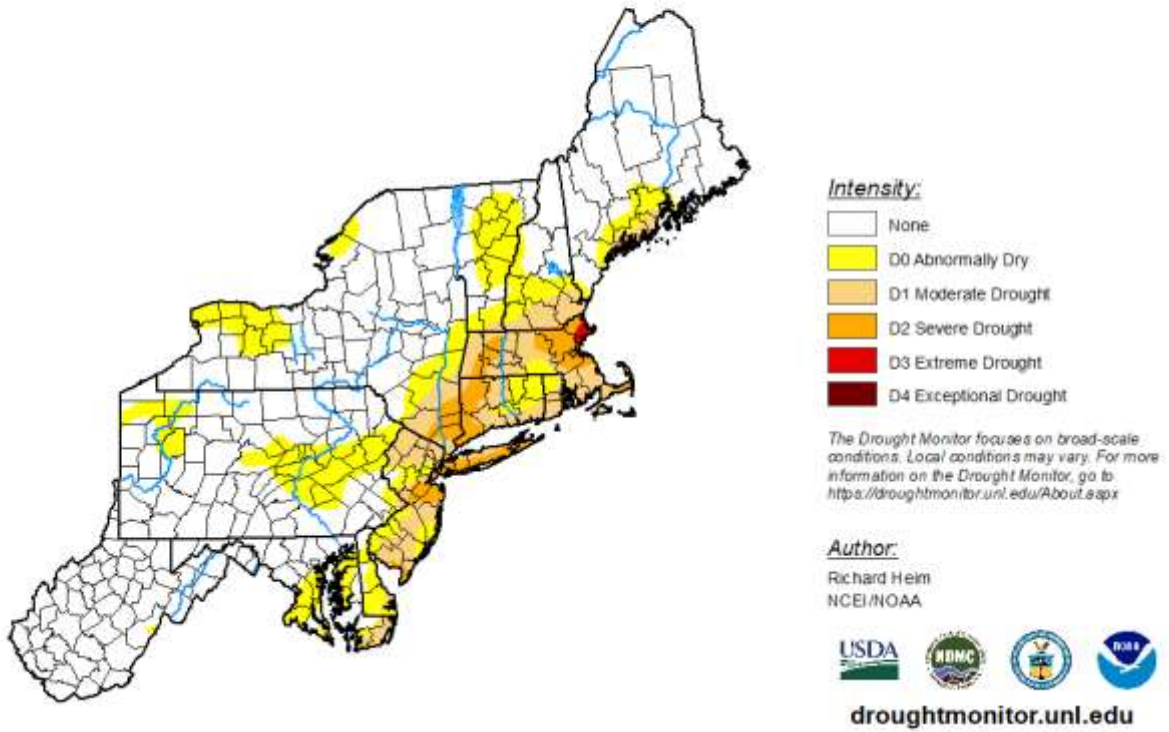 Intensity:
None
D0 Abnormally Dry
D1 Moderate Drought
D2 Severe Drought
D3 Extreme Drought
D4 Exceptional Drought
The Drought Monitor focuses on broad-scale
conditions. Local conditions may vary. For more
information on the Drought Monitor, go to
https://droughtmonitor.unl.edu/About.aspx
Author:
Richard Heim
NCEI/NOAA
USDA
NDMC
NOAA
droughtmonitor.unl.edu